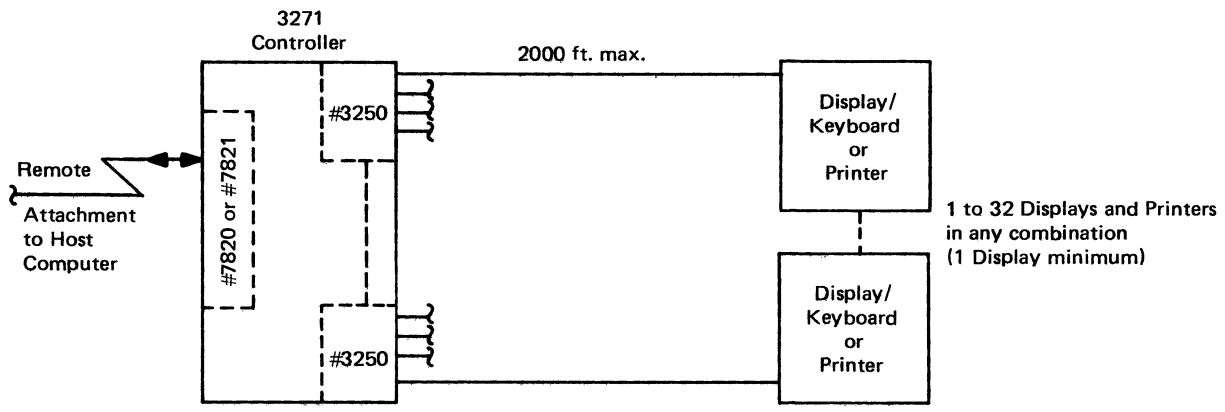 3271
Controller
2000 ft. max.
#3250
Display/
Keyboard
or
Printer
Remote
Attachment
to Host
Computer
#7820 or #7821
1 to 32 Displays and Printers
in any combination
(1 Display minimum)
#3250
Display/
Keyboard
or
Printer